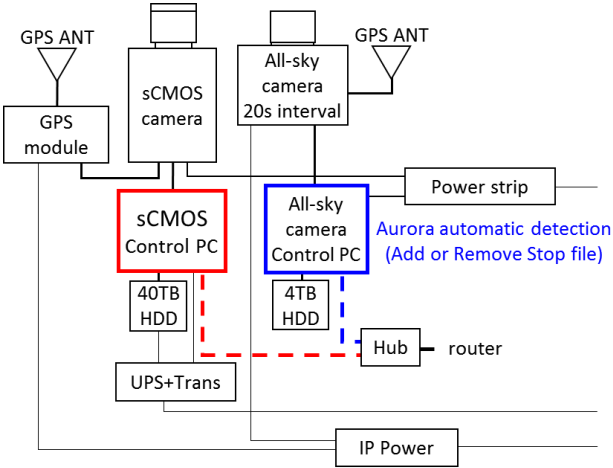 GPS ANT
GPS
module
sCMOS
camera
All-sky
camera
20s interval
GPS ANT
Power strip
sCMOS
Control PC
All-sky
camera
Control PC
Aurora automatic detection
(Add or Remove Stop file)
40TB
HDD
4TB
HDD
Hub
router
UPS+Trans
IP Power